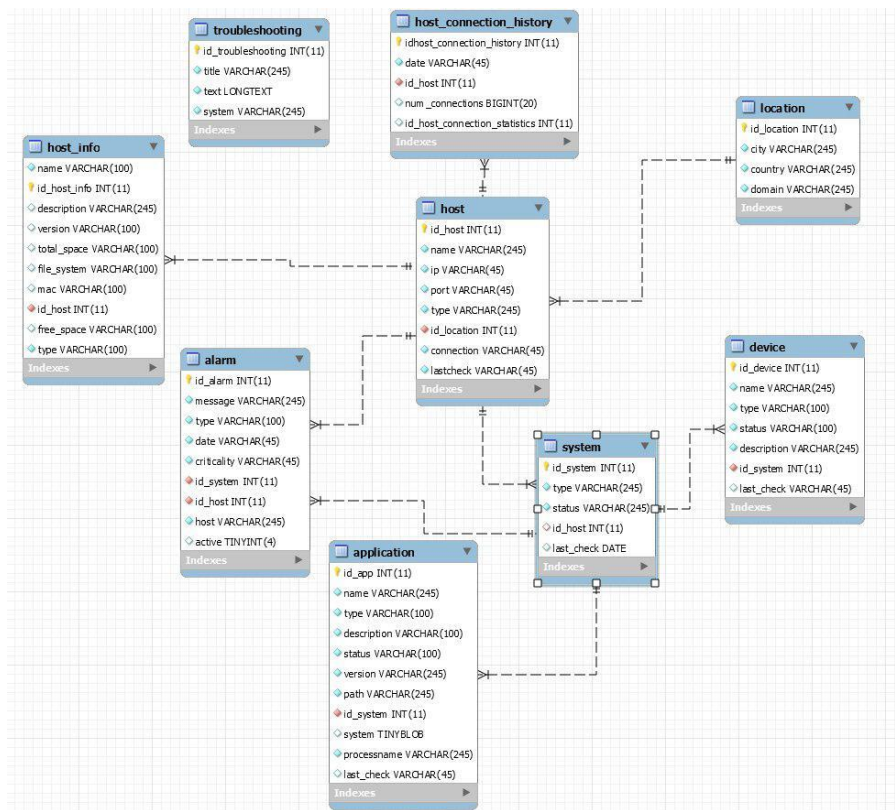 troubleshooting
id_troubleshooting INT(11)
title VARCHAR(245)
text LONGTEXT
system VARCHAR(245)
Indexes
host_connection_history
idhost_connection_history INT(11)
date VARCHAR(45)
id_host INT(11)
num_connections BIGINT(20)
id_host_connection_statistics INT(11)
Indexes
location
id_location INT(11)
city VARCHAR(245)
country VARCHAR(245)
domain VARCHAR(245)
Indexes
host_info
name VARCHAR(100)
id_host_info INT(11)
description VARCHAR(245)
version VARCHAR(100)
total_space VARCHAR(100)
file_system VARCHAR(100)
mac VARCHAR(100)
id_host INT(11)
free_space VARCHAR(100)
type VARCHAR(100)
Indexes
host
id_host INT(11)
name VARCHAR(245)
ip VARCHAR(45)
port VARCHAR(45)
type VARCHAR(245)
id_location INT(11)
connection VARCHAR(45)
lastcheck VARCHAR(45)
Indexes
alarm
id_alarm INT(11)
message VARCHAR(245)
type VARCHAR(100)
date VARCHAR(45)
criticality VARCHAR(45)
id_system INT(11)
id_host INT(11)
host VARCHAR(245)
active TINYINT(4)
Indexes
device
id_device INT(11)
name VARCHAR(245)
type VARCHAR(100)
status VARCHAR(100)
description VARCHAR(245)
id_system INT(11)
last_check VARCHAR(45)
Indexes
system
id_system INT(11)
type VARCHAR(245)
status VARCHAR(245)
id_host INT(11)
last_check DATE
Indexes
application
id_app INT(11)
name VARCHAR(245)
type VARCHAR(100)
description VARCHAR(100)
status VARCHAR(100)
version VARCHAR(245)
path VARCHAR(245)
id_system INT(11)
system TINYBLOB
processname VARCHAR(245)
last_check VARCHAR(45)
Indexes